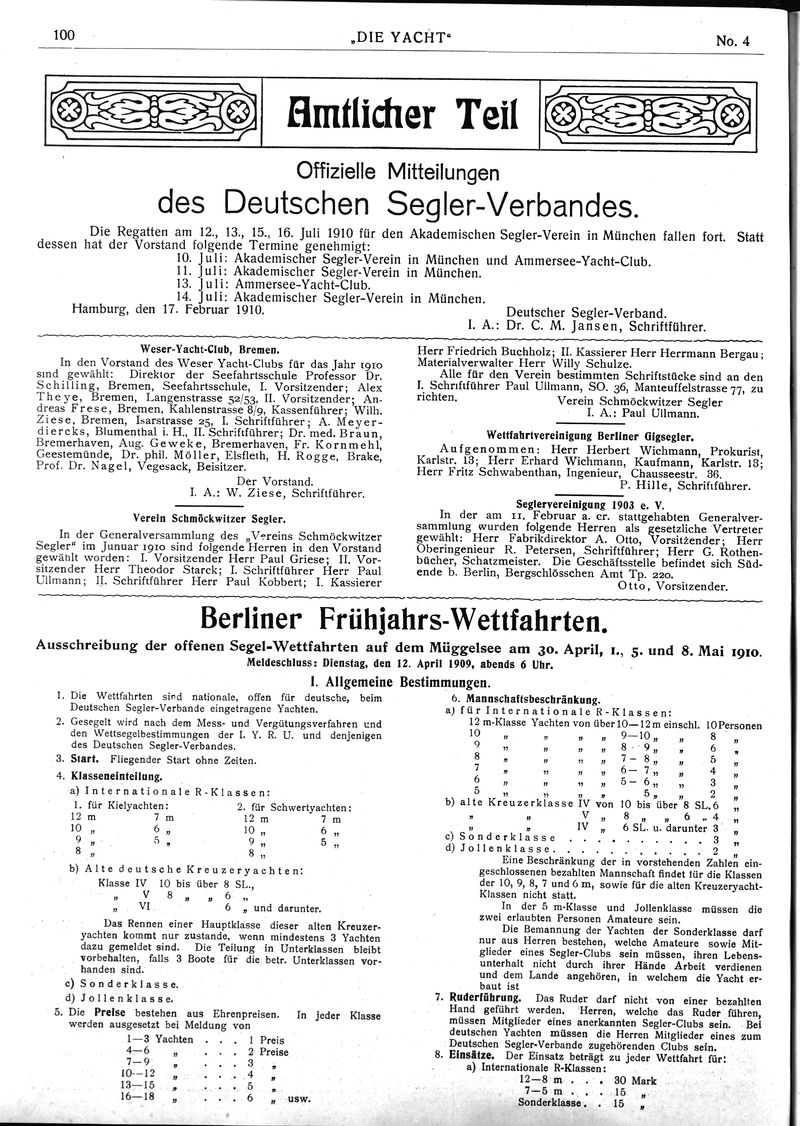 100 „DIE YACHT“ No. 4
Amtlicher Teil
Offizielle Mitteilungen
des Deutschen Segler-Verbandes.
Die Regatten am 12., 13., 15., 16. Juli 1910 für den Akademischen Segler-Verein in München fallen fort. Statt
dessen hat der Vorstand folgende Termine genehmigt:
10. Juli: Akademischer Segler-Verein in München und Ammersee-Yacht-Club.
11. Juli: Akademischer Segler-Verein in München.
13. Juli: Ammersee-Yacht-Club.
14. Juli: Akademischer Segler-Verein in München.
Hamburg, den 17. Februar 1910. Deutscher Segler-Verband.
I. A.: Dr. C. M. Jansen, Schriftführer.
Weser-Yacht-Club, Bremen.
In den Vorstand des Weser Yacht-Clubs für das Jahr 1910
sind gewählt: Direktor der Seefahrtsschule Professor Dr.
Schilling, Bremen, Seefahrtsschule, I. Vorsitzender; Alex
Theye, Bremen, Langenstrasse 52/53, II. Vorsitzender; An-
dreas Frese, Bremen, Kahlenstrasse 8/9, Kassenführer; Wilh.
Ziese, Bremen, Isarstrasse 25, I. Schriftführer; A. Meyer-
diercks, Blumenthal i. H., II. Schriftführer; Dr. med. Braun,
Bremerhaven, Aug. Geweke, Bremerhaven, Fr. Kornmehl,
Geestemünde, Dr. phil. Möller, Elsfleth, H. Rogge, Brake,
Prof. Dr. Nagel, Vegesack, Beisitzer.
Der Vorstand.
I. A.: W. Ziese, Schriftführer.
Verein Schmöckwitzer Segler.
In der Generalversammlung des „Vereins Schmöckwitzer
Segler“ im Junuar 1910 sind folgende Herren in den Vorstand
gewählt worden: I. Vorsitzender Herr Paul Griese; II. Vor-
sitzender Herr Theodor Starck; I. Schriftführer Herr Paul
Ullmann; II. Schriftführer Herr Paul Kobbert; I. Kassierer
Herr Friedrich Buchholz; II. Kassierer Herr Herrmann Bergau;
Materialverwalter Herr Willy Schulze.
Alle für den Verein bestimmten Schriftstücke sind an den
I. Schriftführer Paul Ullmann, SO. 36, Manteuffelstrasse 77, zu
richten. Verein Schmöckwitzer Segler
I. A.: Paul Ullmann.
Wettfahrtvereinigung Berliner Gigsegler.
Aufgenommen: Herr Herbert Wichmann, Prokurist,
Karlstr. 13; Herr Erhard Wichmann, Kaufmann, Karlstr. 13;
Herr Fritz Schwabenthan, Ingenieur, Chausseestr. 36.
P. Hille, Schriftführer.
Seglervereinigung 1903 e. V.
In der am 11. Februar a. cr. stattgehabten Generalver-
sammlung wurden folgende Herren als gesetzliche Vertreter
gewählt: Herr Fabrikdirektor A. Otto, Vorsitzender; Herr
Oberingenieur R. Petersen, Schriftführer; Herr G. Rothen-
bücher, Schatzmeister. Die Geschäftsstelle befindet sich Süd-
ende b. Berlin, Bergschlösschen Amt Tp. 220.
Otto, Vorsitzender.
Berliner Frühjahrs-Wettfahrten.
Ausschreibung der offenen Segel-Wettfahrten auf dem Müggelsee am 30. April, 1., 5. und 8. Mai 1910.
Meldeschluss: Dienstag, den 12. April 1909, abends 6 Uhr.
I. Allgemeine Bestimmungen.
1. Die Wettfahrten sind nationale, offen für deutsche, beim
Deutschen Segler-Verbande eingetragene Yachten.
2. Gesegelt wird nach dem Mess- und Vergütungsverfahren und
den Wettsegelbestimmungen der I. Y. R. U. und denjenigen
des Deutschen Segler-Verbandes.
3. Start. Fliegender Start ohne Zeiten.
4. Klasseneinteilung.
a) Internationale R-Klassen:
1. für Kielyachten: 2. für Schwertyachten:
12 m 7 m 12 m 7 m
10 „ 6 „ 10 „ 6 „
9 „ 5 „ 9 „ 5 „
8 „ 8 „
b) Alte deutsche Kreuzeryachten:
Klasse IV 10 bis über 8 SL.,
„ V 8 „ „ 6 „
„ VI 6 „ und darunter.
Das Rennen einer Hauptklasse dieser alten Kreuzer-
yachten kommt nur zustande, wenn mindestens 3 Yachten
dazu gemeldet sind. Die Teilung in Unterklassen bleibt
vorbehalten, falls 3 Boote für die betr. Unterklassen vor-
handen sind.
c) Sonderklasse.
d) Jollenklasse.
5. Die Preise bestehen aus Ehrenpreisen. In jeder Klasse
werden ausgesetzt bei Meldung von
1—3 Yachten . . . 1 Preis
4—6 „ . . . 2 Preise
7—9 „ . . . 3 „
10—12 „ . . . 4 „
13—15 „ . . . 5 „
16—18 „ . . . 6 „ usw.
6. Mannschaftsbeschränkung.
a) für Internationale R-Klassen:
12 m-Klasse Yachten von über 10—12 m einschl. 10 Personen
10 „ „ „ „ 9—10 „ „ 8 „
9 „ „ „ „ 8—9 „ „ 6 „
8 „ „ „ „ 7—8 „ „ 5 „
7 „ „ „ „ 6—7 „ „ 4 „
6 „ „ „ „ 5—6 „ „ 3 „
5 „ „ „ 5 „ „ 2 „
b) alte Kreuzerklasse IV von 10 bis über 8 SL. 6 „
„ „ V „ 8 „ „ 6 „ 4 „
„ „ IV „ 6 SL. u. darunter 3 „
c) Sonderklasse . . . . . . . . . 3 „
d) Jollenklasse . . . . . . . . . . 2 „
Eine Beschränkung der in vorstehenden Zahlen ein-
geschlossenen bezahlten Mannschaft findet für die Klassen
der 10, 9, 8, 7 und 6 m, sowie für die alten Kreuzeryacht-
Klassen nicht statt.
In der 5 m-Klasse und Jollenklasse müssen die
zwei erlaubten Personen Amateure sein.
Die Bemannung der Yachten der Sonderklasse darf
nur aus Herren bestehen, welche Amateure sowie Mit-
glieder eines Segler-Clubs sein müssen, ihren Lebens-
unterhalt nicht durch ihrer Hände Arbeit verdienen
und dem Lande angehören, in welchem die Yacht er-
baut ist
7. Ruderführung. Das Ruder darf nicht von einer bezahlten
Hand geführt werden. Herren, welche das Ruder führen,
müssen Mitglieder eines anerkannten Segler-Clubs sein. Bei
deutschen Yachten müssen die Herren Mitglieder eines zum
Deutschen Segler-Verbande zugehörenden Clubs sein.
8. Einsätze. Der Einsatz beträgt zu jeder Wettfahrt für:
a) Internationale R-Klassen:
12—8 m . . . 30 Mark
7—5 m . . . 15 „
Sonderklasse . . 15 „